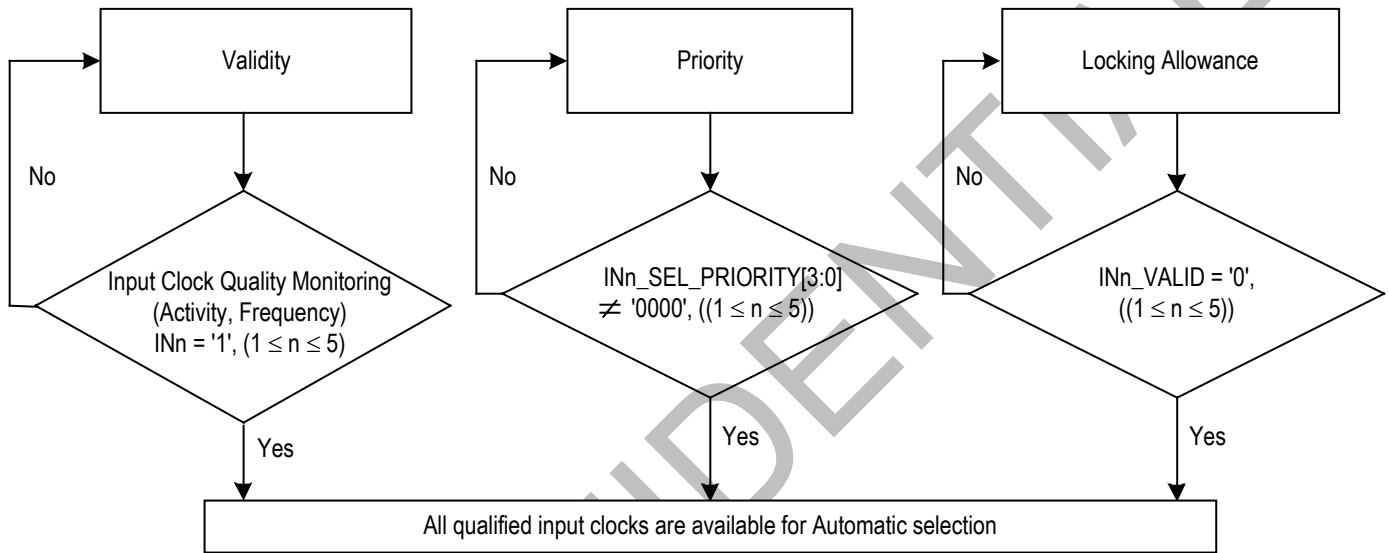 Validity
Priority
Locking Allowance
No
No
No
Input Clock Quality Monitoring
(Activity, Frequency)
INn = '1', (1 ≤ n ≤ 5)
INn_SEL_PRIORITY[3:0]
≠ '0000', ((1 ≤ n ≤ 5))
INn_VALID = '0',
((1 ≤ n ≤ 5))
Yes
Yes
Yes
All qualified input clocks are available for Automatic selection
IDENTIA